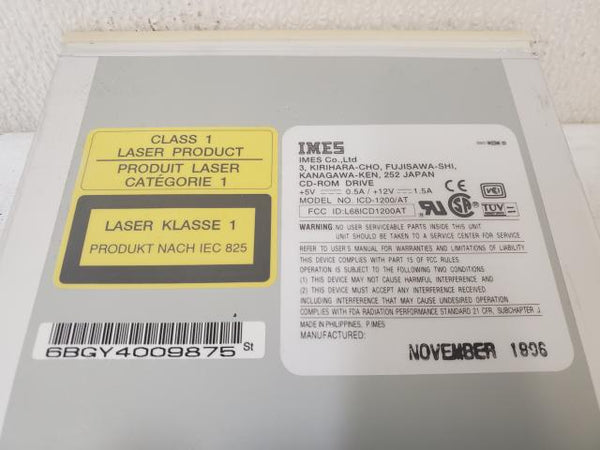 CLASS 1
LASER PRODUCT
PRODUIT LASER
CATÉGORIE 1
LASER KLASSE 1
PRODUKT NACH IEC 825
6BGY4009875 St
IMES
IMES Co.,Ltd
3, KIRIHARA-CHO, FUJISAWA-SHI,
KANAGAWA-KEN, 252 JAPAN
CD-ROM DRIVE
+5V ⎓ 0.5A / +12V ⎓ 1.5A
MODEL NO. ICD-1200/AT
FCC ID:L66ICD1200AT
CE
VCCI
TÜV
WARNING: NO USER SERVICEABLE PARTS INSIDE THIS
UNIT SHOULD BE TAKEN TO A SERVICE CENTER FOR SERVICE
REFER TO USER'S MANUAL FOR WARRANTIES AND LIMITATIONS OF LIABILITY
THIS DEVICE COMPLIES WITH PART 15 OF FCC RULES
OPERATION IS SUBJECT TO THE FOLLOWING TWO CONDITIONS
(1) THIS DEVICE MAY NOT CAUSE HARMFUL INTERFERENCE, AND
(2) THIS DEVICE MUST ACCEPT ANY INTERFERENCE RECEIVED
INCLUDING INTERFERENCE THAT MAY CAUSE UNDESIRED OPERATION
COMPLIES WITH FDA RADIATION PERFORMANCE STANDARD 21 CFR, SUBCHAPTER J
MADE IN PHILIPPINES, P.IMES
MANUFACTURED:
NOVEMBER 1996